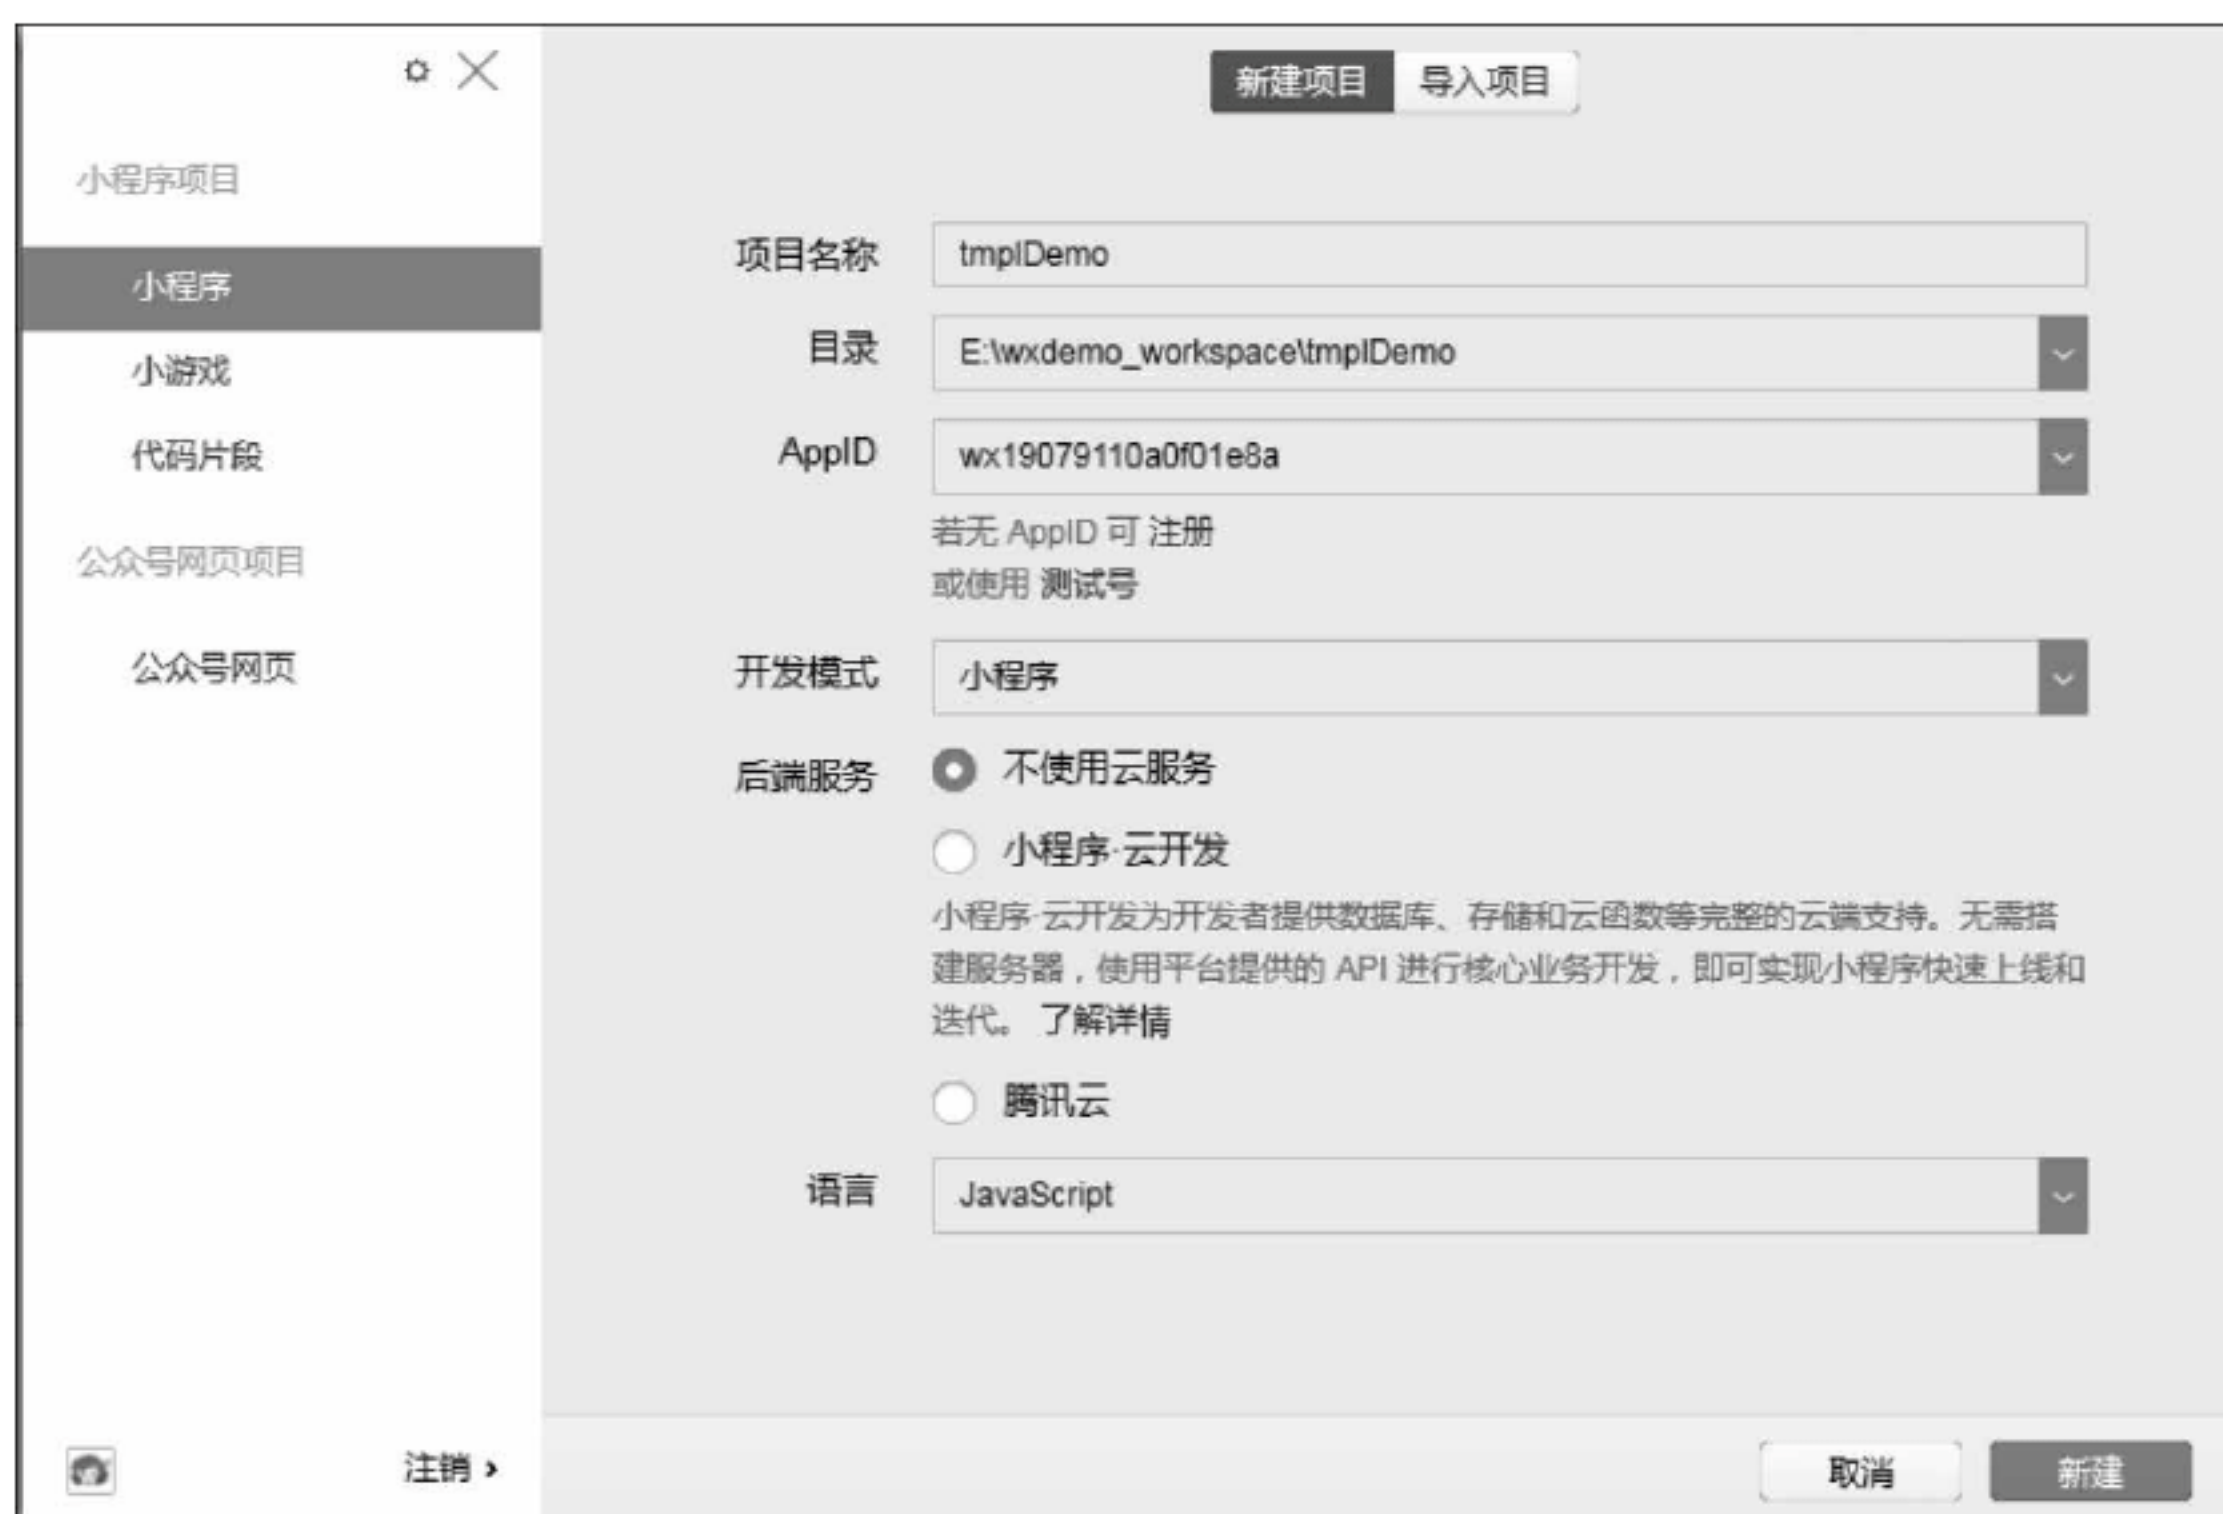 新建项目 导入项目
小程序项目
小程序
小游戏
代码片段
公众号网页项目
公众号网页
注销 ›
项目名称 tmplDemo
目录 E:\wxdemo_workspace\tmplDemo
AppID wx19079110a0f01e8a
若无 AppID 可 注册
或使用 测试号
开发模式 小程序
后端服务 不使用云服务
小程序·云开发
小程序·云开发为开发者提供数据库、存储和云函数等完整的云端支持。无需搭
建服务器，使用平台提供的 API 进行核心业务开发，即可实现小程序快速上线和
迭代。 了解详情
腾讯云
语言 JavaScript
取消 新建